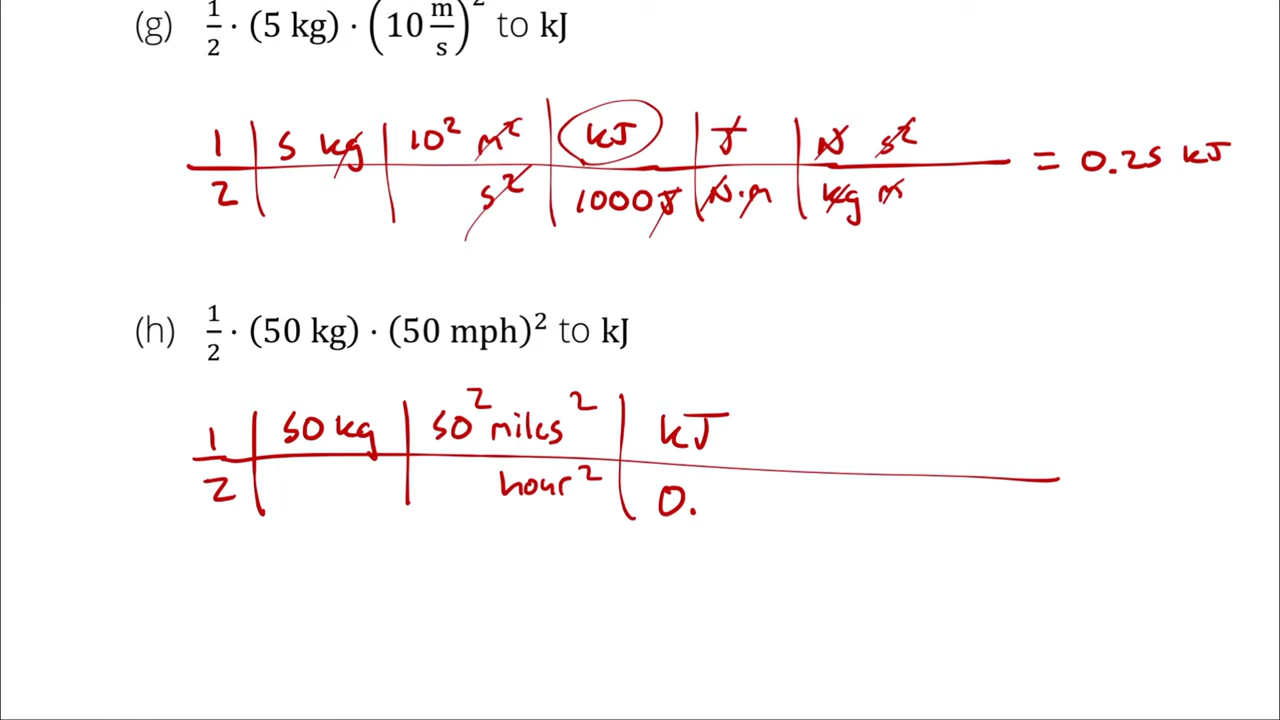 (g) 1/2 · (5 kg) · (10 m/s)² to kJ
1 | 5 kg | 10² m² | kJ | J | N s² = 0.25 kJ
2 | | s² | 1000 J | N·m | kg m
(h) 1/2 · (50 kg) · (50 mph)² to kJ
1 | 50 kg | 50² miles² | kJ
2 | | hour² | 0.